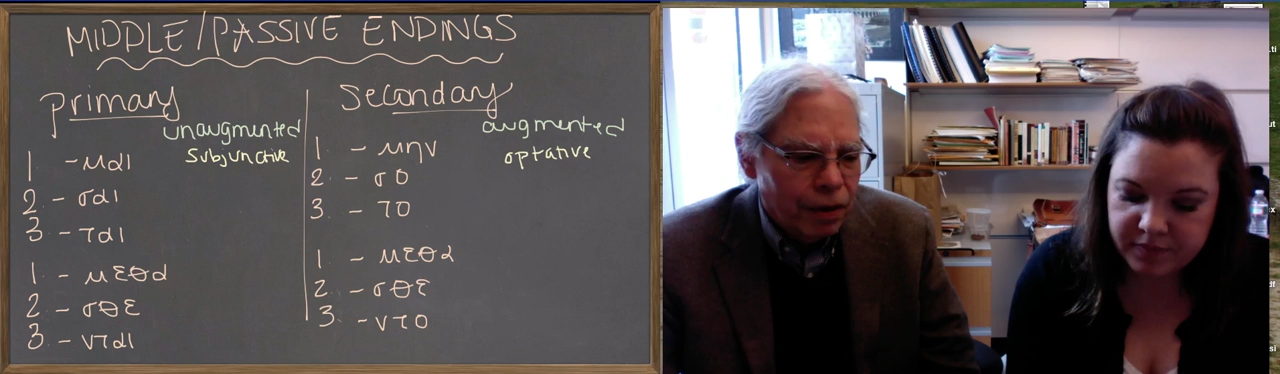 MIDDLE/PASSIVE ENDINGS
primary
unaugmented
subjunctive
1. -μαι
2. -σαι
3 -ται
1 -μεθα
2 -σθε
3 -νται
Seconday
augmented
optative
1 -μην
2. -σο
3 -το
1 -μεθα
2 -σθε
3. -ντο